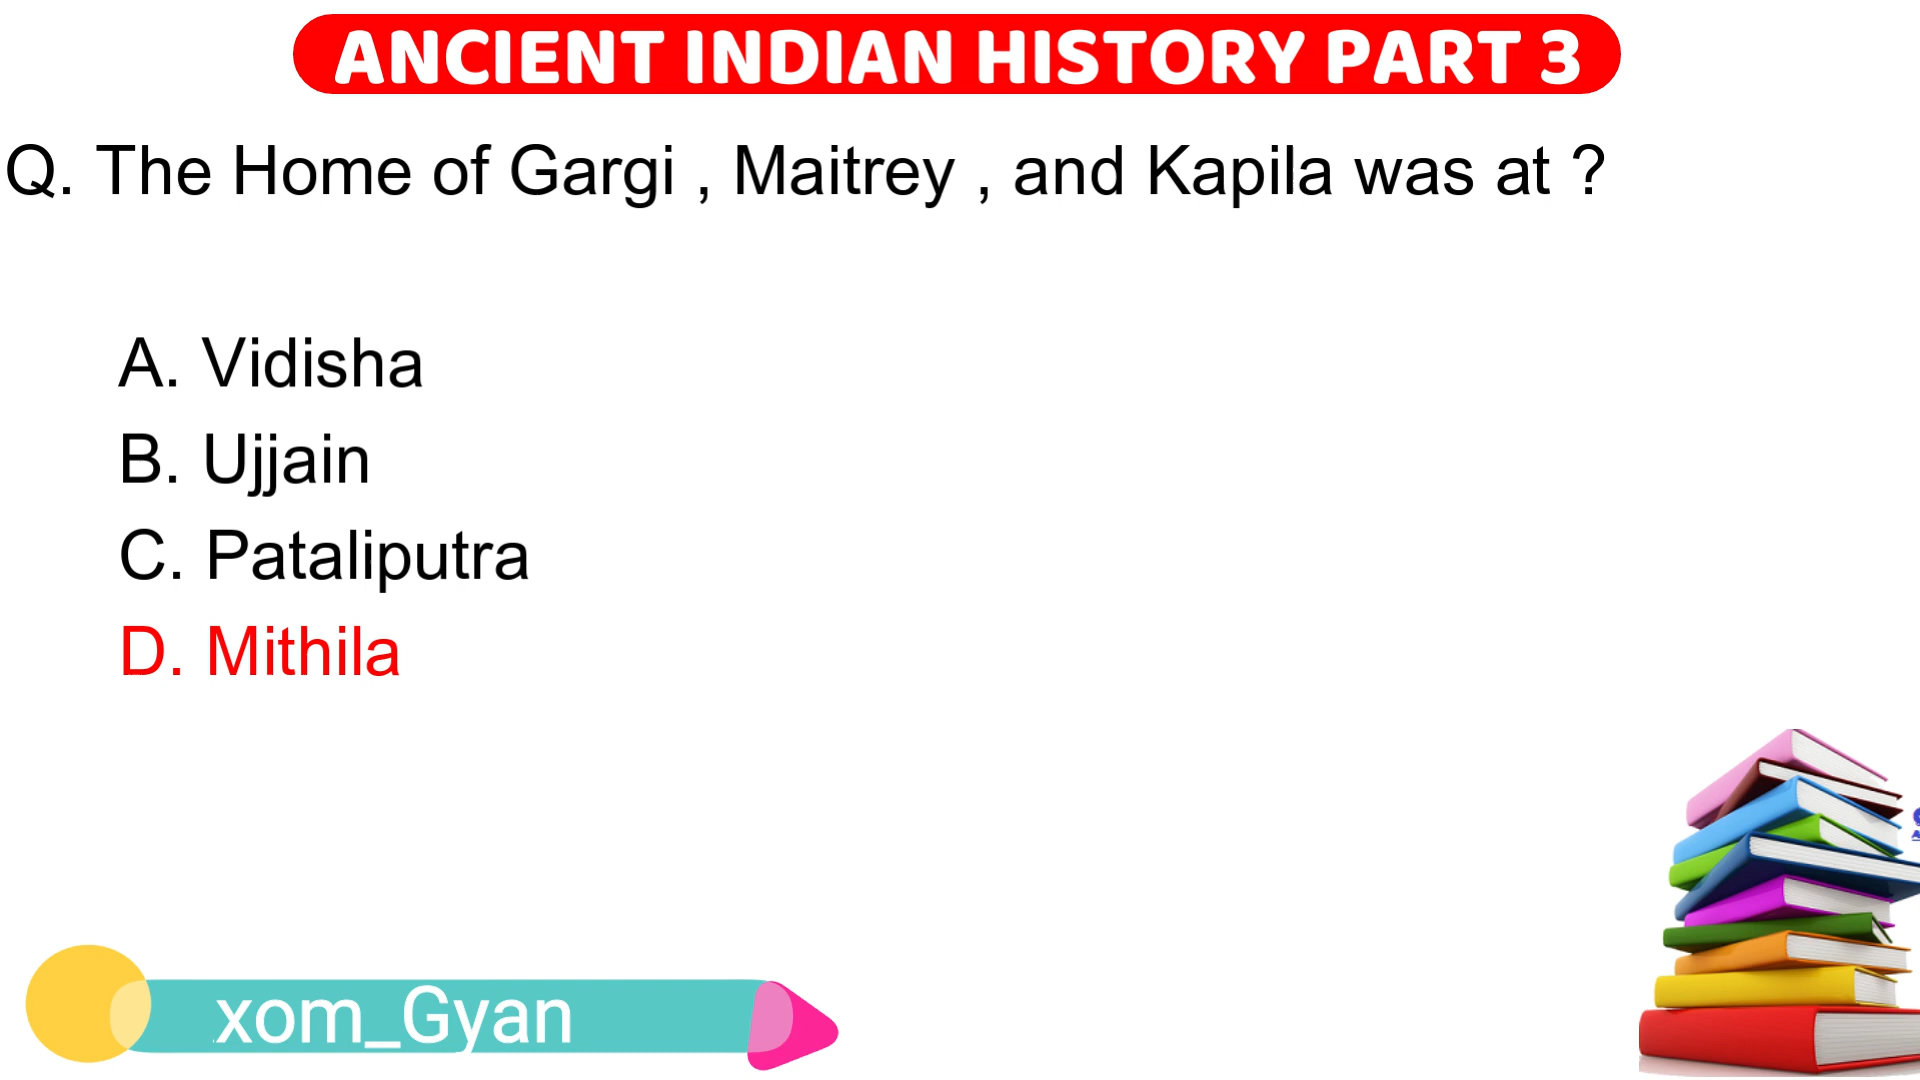 ANCIENT INDIAN HISTORY PART 3
Q. The Home of Gargi , Maitrey , and Kapila was at ?
A. Vidisha
B. Ujjain
C. Pataliputra
D. Mithila
xom_Gyan